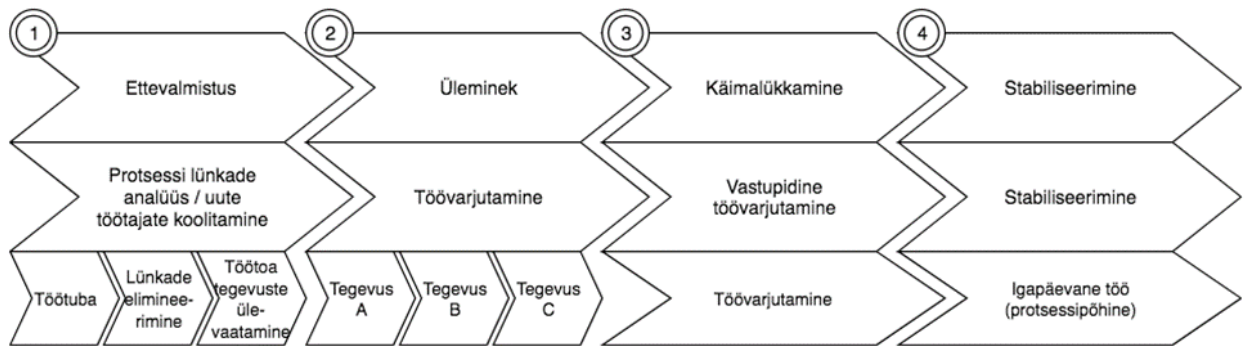 1
2
3
4
Ettevalmistus
Üleminek
Käimalükkamine
Stabiliseerimine
Protsessi lünkade
analüüs / uute
töötajate koolitamine
Töövarjutamine
Vastupidine
töövarjutamine
Stabiliseerimine
Töötuba
Lünkade
eliminee-
rimine
Töötoa
tegevuste
üle-
vaatamine
Tegevus
A
Tegevus
B
Tegevus
C
Töövarjutamine
Igapäevane töö
(protsessipõhine)